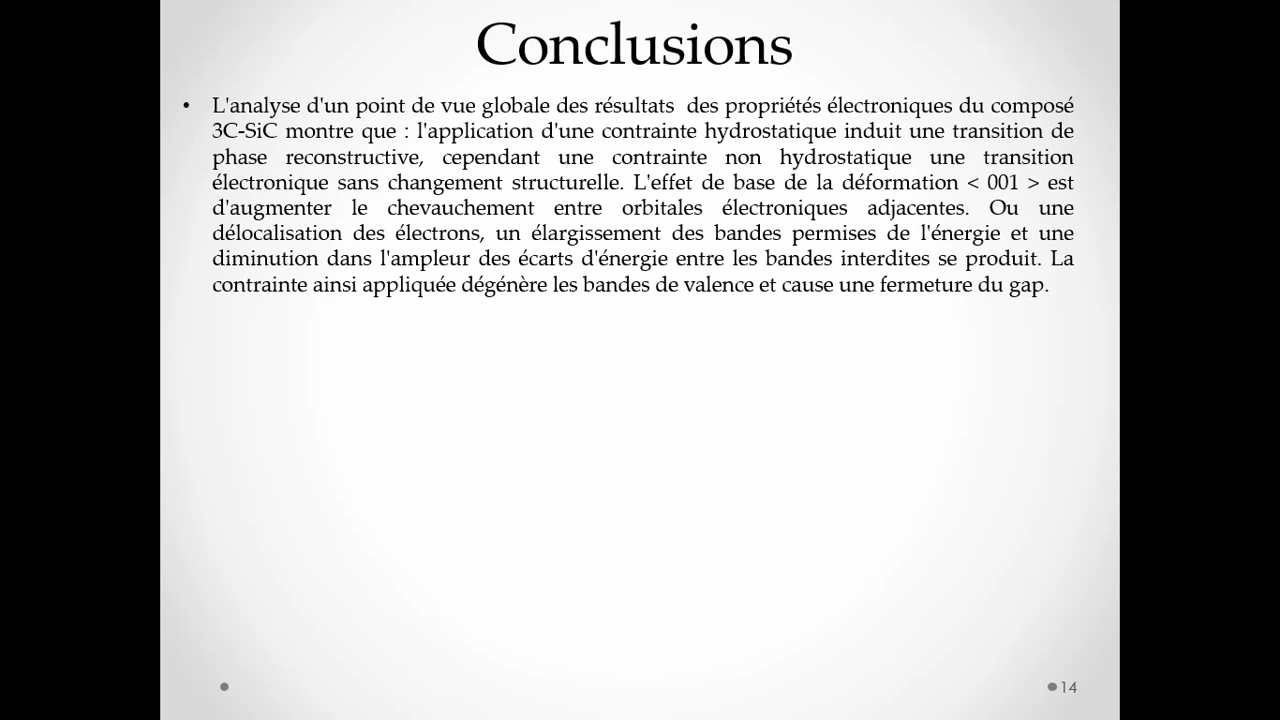 Conclusions
• L'analyse d'un point de vue globale des résultats des propriétés électroniques du composé
3C-SiC montre que : l'application d'une contrainte hydrostatique induit une transition de
phase reconstructive, cependant une contrainte non hydrostatique une transition
électronique sans changement structurelle. L'effet de base de la déformation < 001 > est
d'augmenter le chevauchement entre orbitales électroniques adjacentes. Ou une
délocalisation des électrons, un élargissement des bandes permises de l'énergie et une
diminution dans l'ampleur des écarts d'énergie entre les bandes interdites se produit. La
contrainte ainsi appliquée dégénère les bandes de valence et cause une fermeture du gap.
14